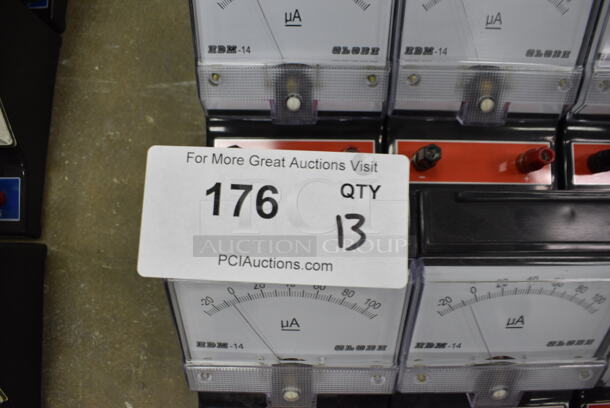 µA
µA
EDM-14 GLOBE
EDM-14 GLOBE
For More Great Auctions Visit
176
QTY
13
PCI
AUCTION GROUP
PCIAuctions.com
-20 0 20 40 60 80 100
µA
EDM-14 GLOBE
-20 0 20 40 60 80 100
µA
EDM-14 GLOBE